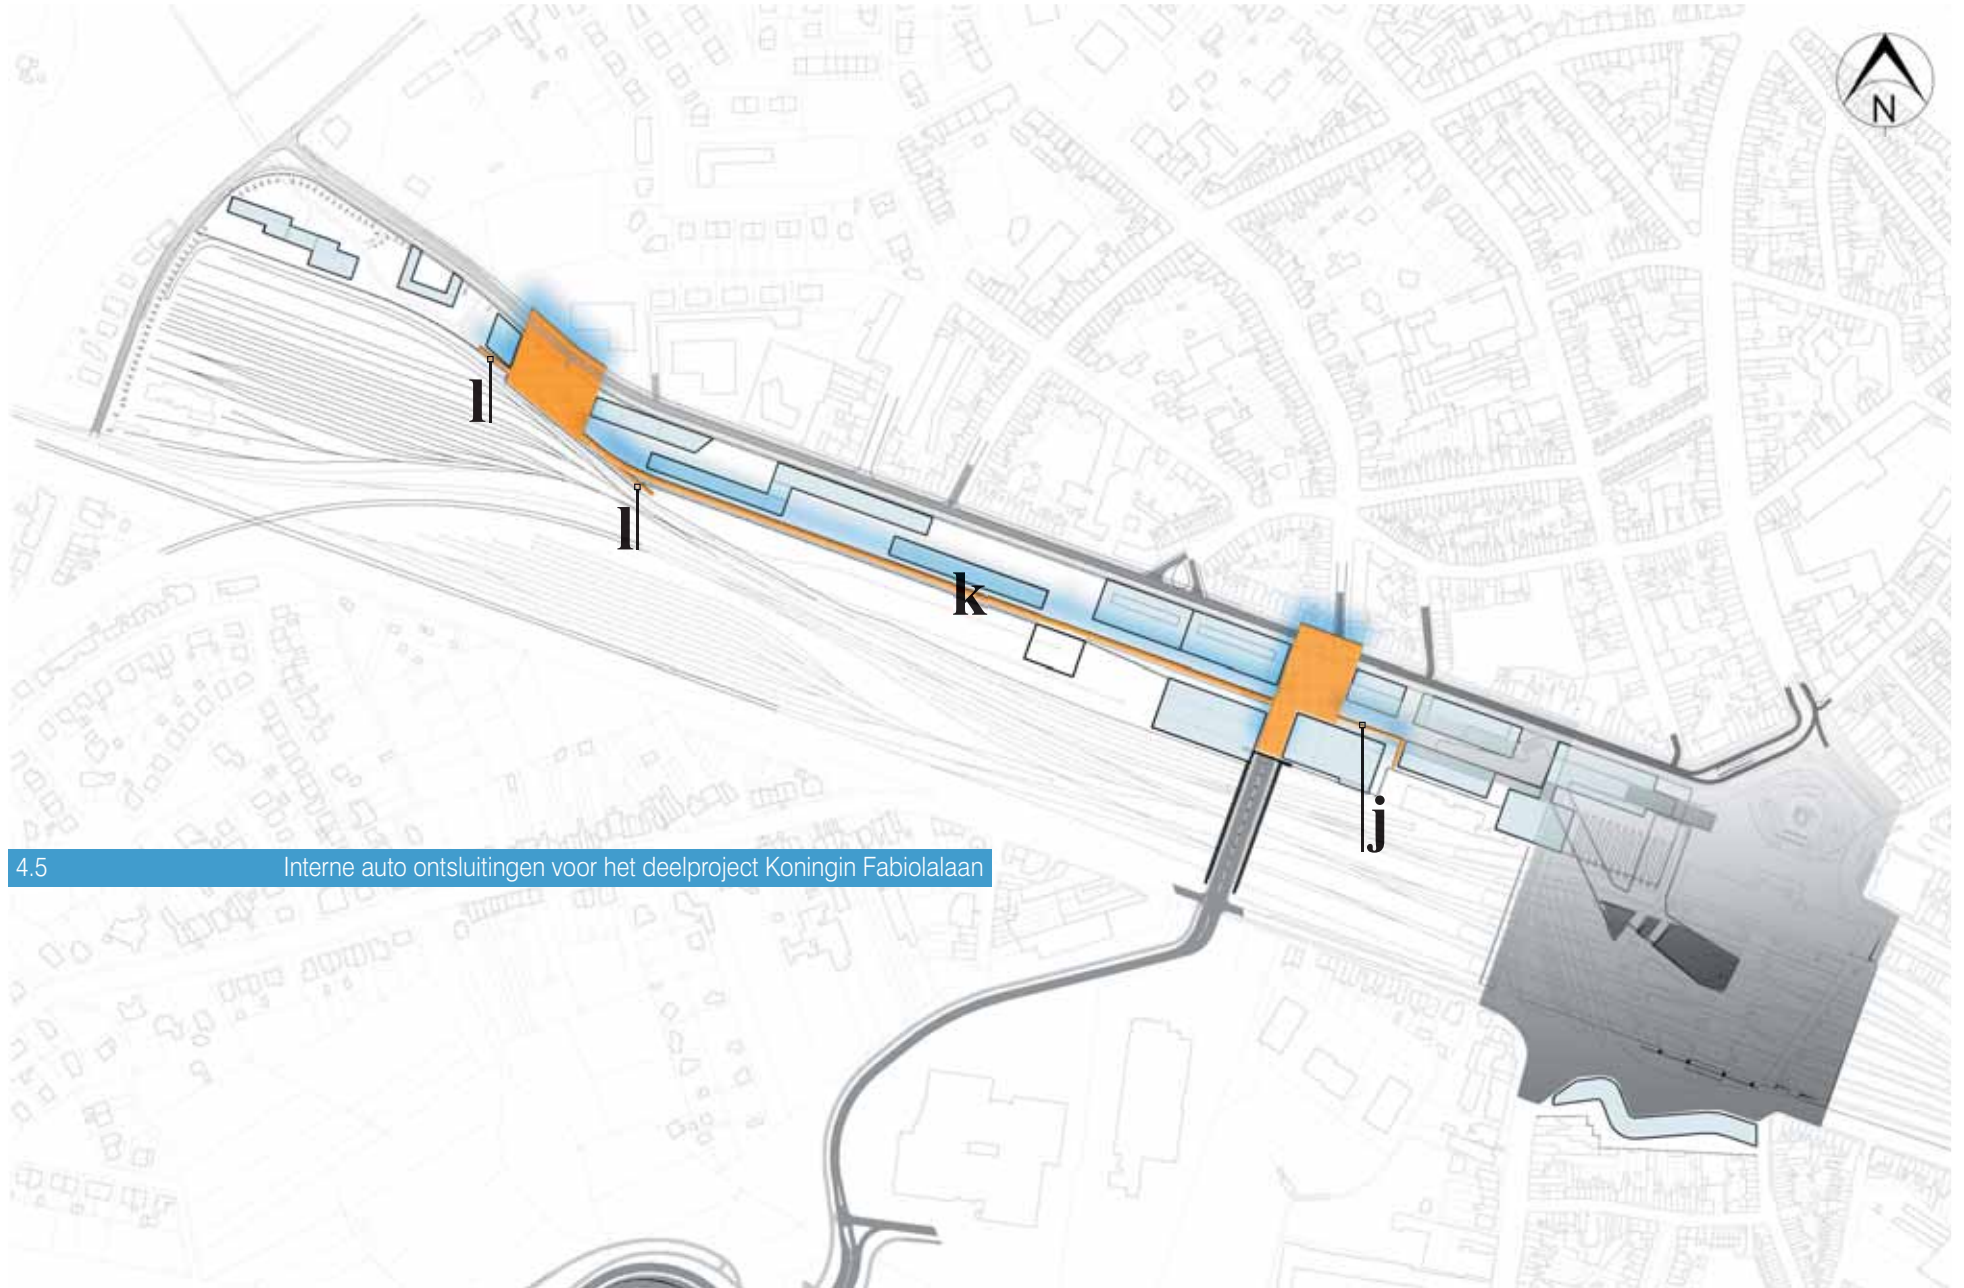 N
l
l
k
j
4.5 Interne auto ontsluitingen voor het deelproject Koningin Fabiolalaan